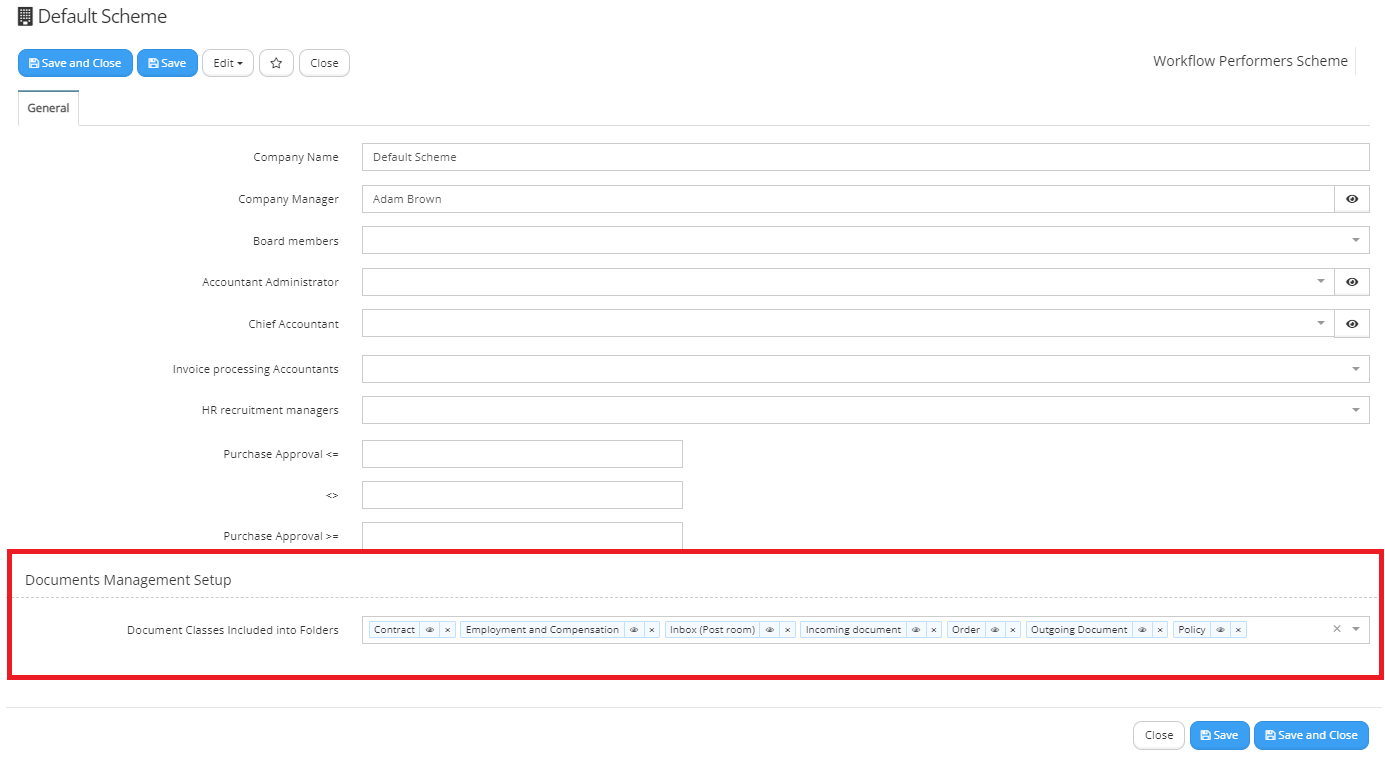 Default Scheme
Save and Close Save Edit Close Workflow Performers Scheme
General
Company Name Default Scheme
Company Manager Adam Brown
Board members
Accountant Administrator
Chief Accountant
Invoice processing Accountants
HR recruitment managers
Purchase Approval <=
<>
Purchase Approval >=
Documents Management Setup
Document Classes Included into Folders Contract × Employment and Compensation × Inbox (Post room) × Incoming document × Order × Outgoing Document × Policy × ×
Close Save Save and Close